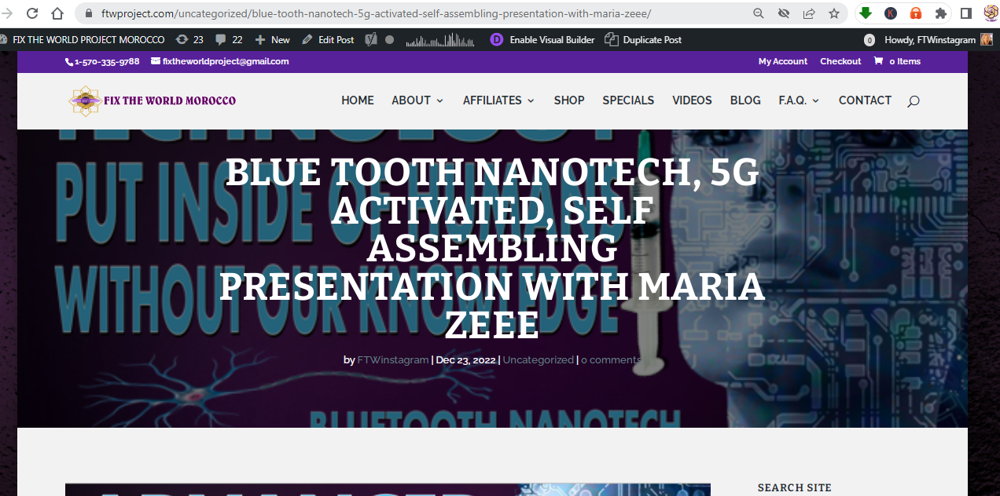 ftwproject.com/uncategorized/blue-tooth-nanotech-5g-activated-self-assembling-presentation-with-maria-zeee/
K
FIX THE WORLD PROJECT MOROCCO 23 22 New Edit Post D Enable Visual Builder Duplicate Post 0 Howdy, FTWinstagram
1-570-335-9788 fixtheworldproject@gmail.com My Account Checkout 0 Items
FIX THE WORLD MOROCCO HOME ABOUT AFFILIATES SHOP SPECIALS VIDEOS BLOG F.A.Q. CONTACT
TECHNOLOGY
PUT INSIDE OF HUMANS
WITHOUT OUR KNOWLEDGE
BLUE TOOTH NANOTECH, 5G
ACTIVATED, SELF
ASSEMBLING
PRESENTATION WITH MARIA
ZEEE
by FTWinstagram | Dec 23, 2022 | Uncategorized | 0 comments
BLUETOOTH NANOTECH
ADVANCED
SEARCH SITE